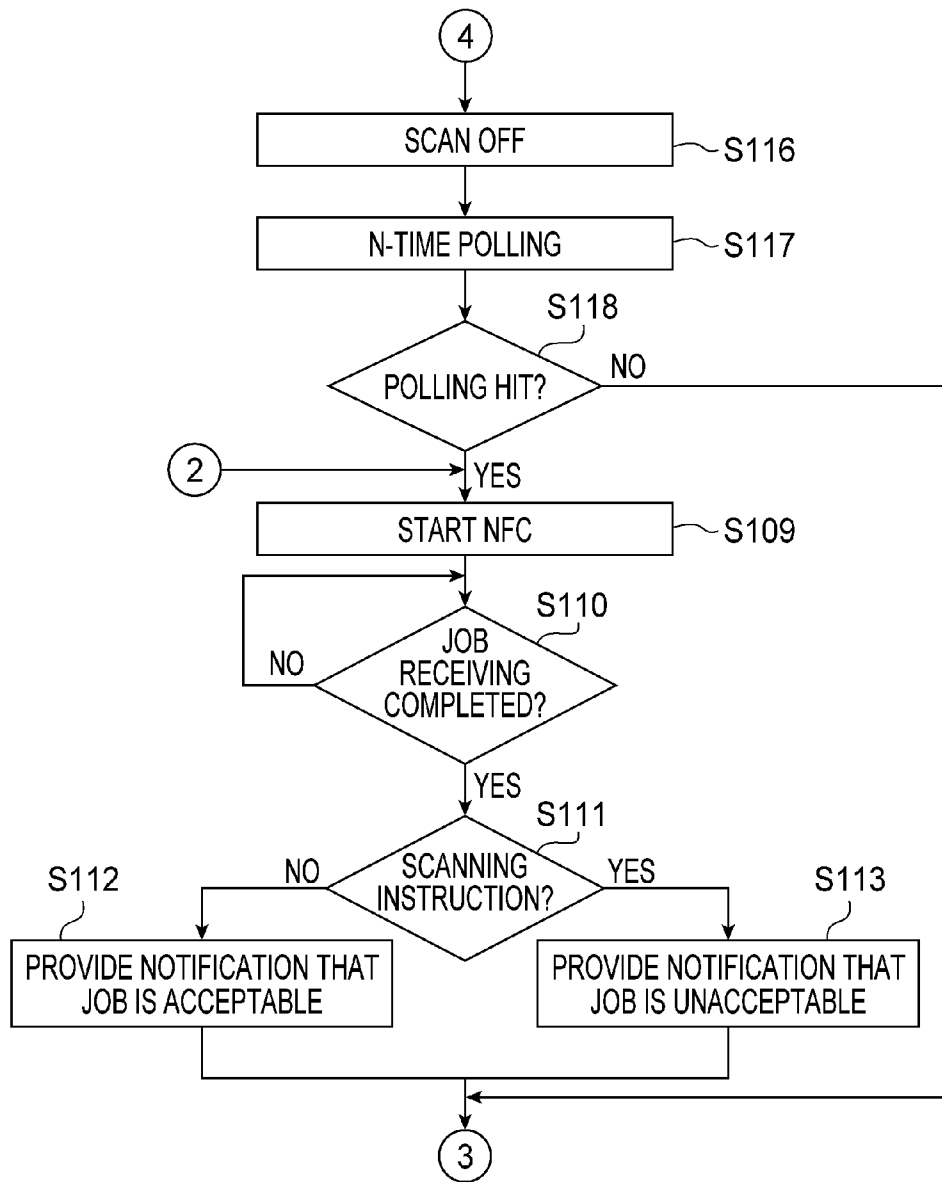 4
SCAN OFF
S116
N-TIME POLLING
S117
S118
POLLING HIT?
NO
2
YES
START NFC
S109
S110
JOB
RECEIVING
COMPLETED?
NO
YES
S111
SCANNING
INSTRUCTION?
NO
YES
S112
PROVIDE NOTIFICATION THAT
JOB IS ACCEPTABLE
S113
PROVIDE NOTIFICATION THAT
JOB IS UNACCEPTABLE
3